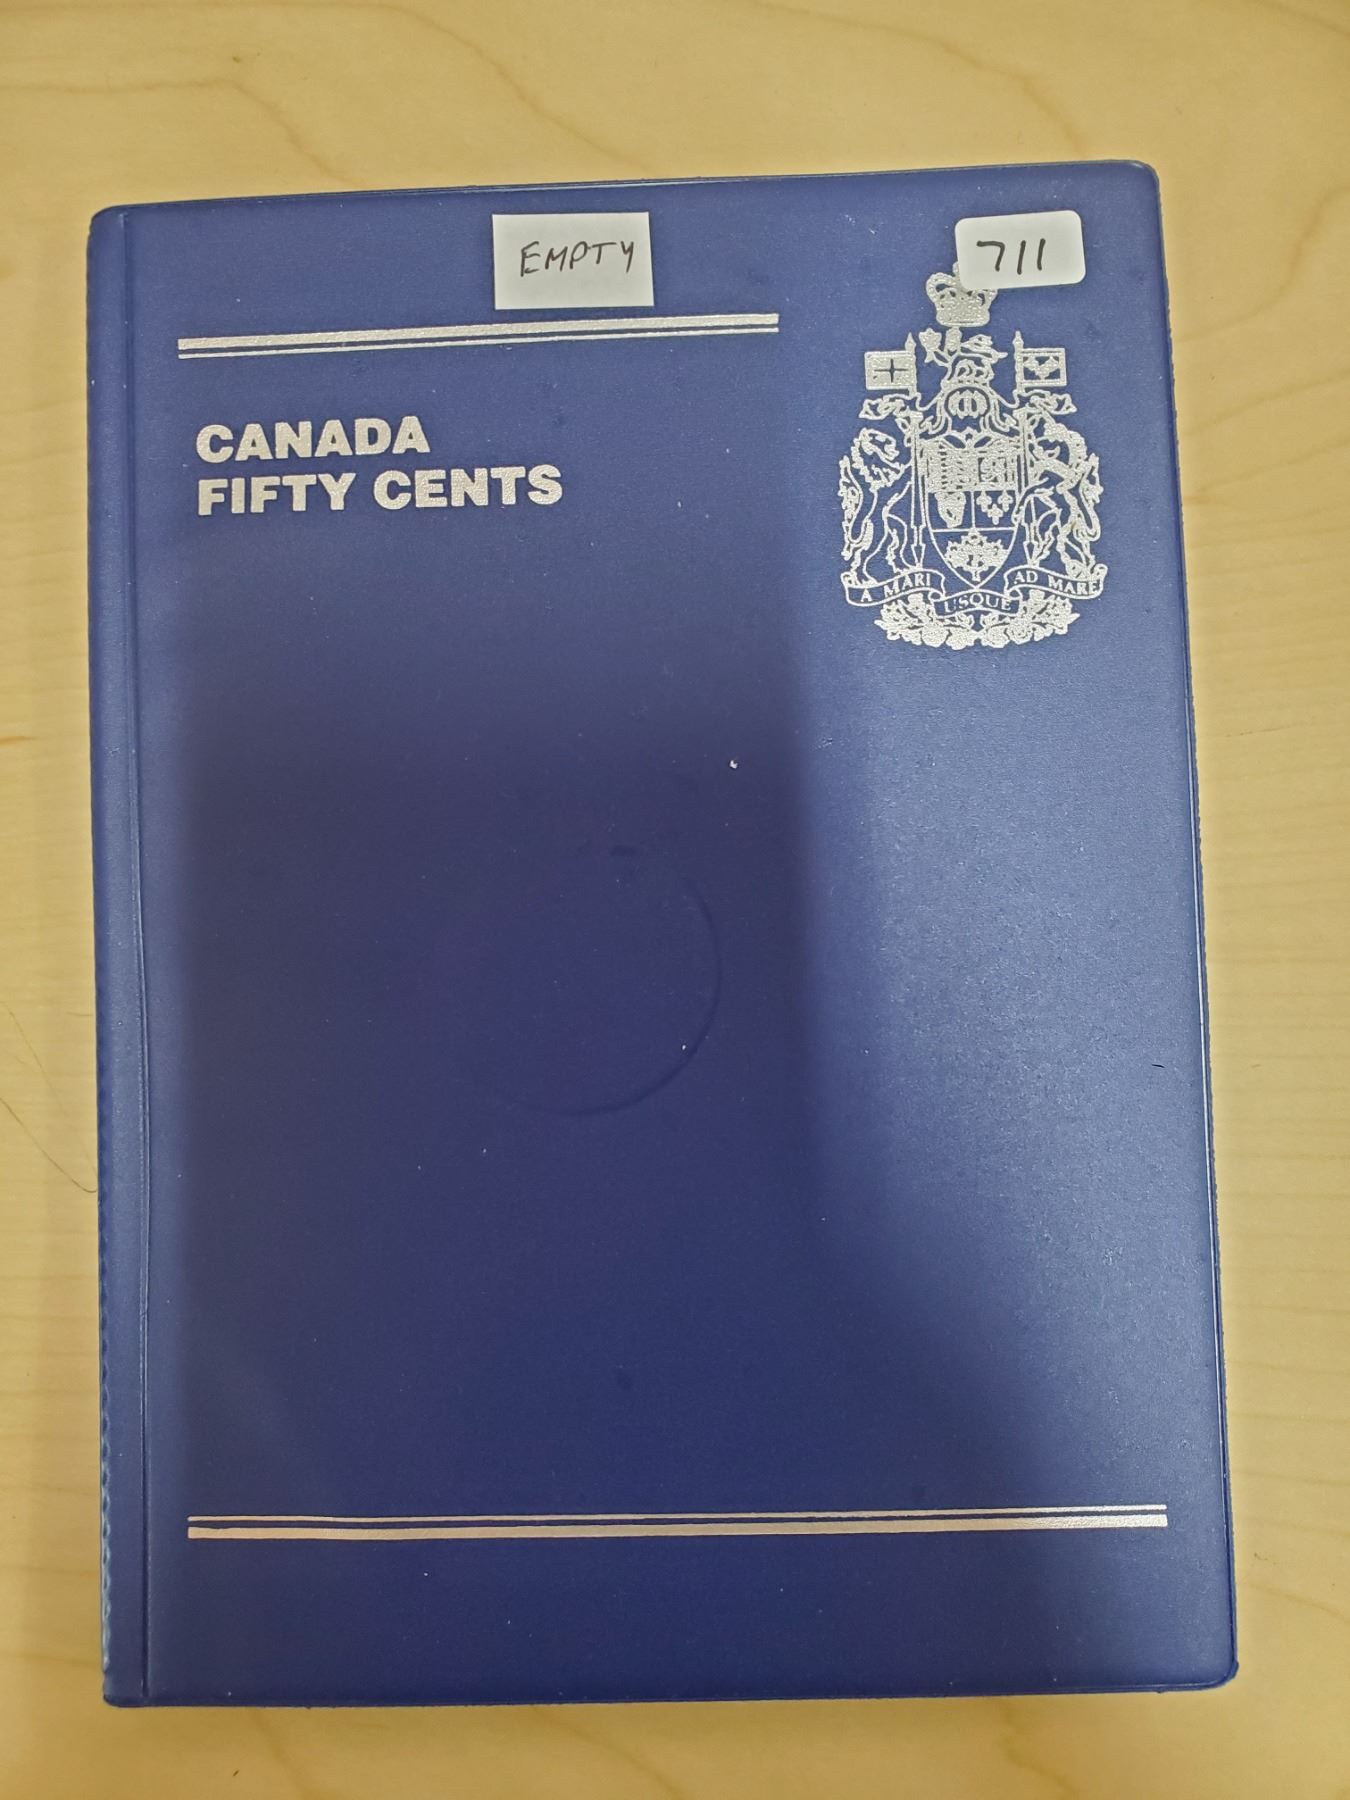 EMPTY
711
CANADA
FIFTY CENTS
A MARI
USQUE
AD MARE